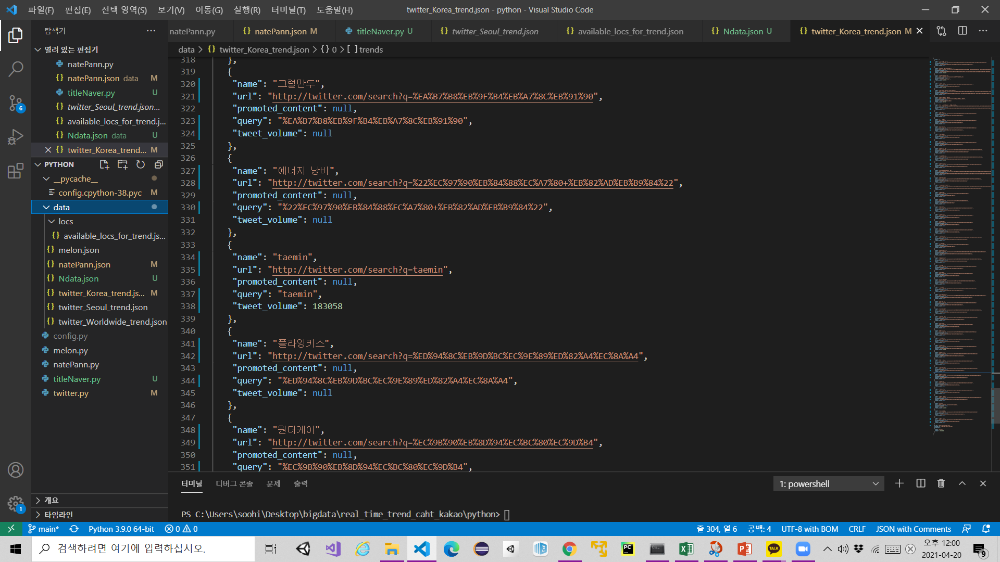 파일(F) 편집(E) 선택 영역(S) 보기(V) 이동(G) 실행(R) 터미널(T) 도움말(H)
twitter_Korea_trend.json - python - Visual Studio Code
탐색기
natePann.py
natePann.json M
titleNaver.py U
twitter_Seoul_trend.json
available_locs_for_trend.json
Ndata.json U
twitter_Korea_trend.json M
data > {} twitter_Korea_trend.json > {} 0 > [ ] trends
열려 있는 편집기
natePann.py
natePann.json data M
titleNaver.py U
twitter_Seoul_trend.json...
available_locs_for_trend.j...
Ndata.json data U
twitter_Korea_trend... M
PYTHON
__pycache__
config.cpython-38.pyc M
data
locs
available_locs_for_trend.js...
melon.json
natePann.json M
Ndata.json U
twitter_Korea_trend.js... M
twitter_Seoul_trend.json
twitter_Worldwide_trend.json
config.py
melon.py
natePann.py
titleNaver.py U
twitter.py M
개요
타임라인
6
1
318 },
319 {
320 "name": "그럴만두",
321 "url": "http://twitter.com/search?q=%EA%B7%B8%EB%9F%B4%EB%A7%8C%EB%91%90",
322 "promoted_content": null,
323 "query": "%EA%B7%B8%EB%9F%B4%EB%A7%8C%EB%91%90",
324 "tweet_volume": null
325 },
326 {
327 "name": "에너지 낭비",
328 "url": "http://twitter.com/search?q=%22%EC%97%90%EB%84%88%EC%A7%80+%EB%82%AD%EB%B9%84%22",
329 "promoted_content": null,
330 "query": "%22%EC%97%90%EB%84%88%EC%A7%80+%EB%82%AD%EB%B9%84%22",
331 "tweet_volume": null
332 },
333 {
334 "name": "taemin",
335 "url": "http://twitter.com/search?q=taemin",
336 "promoted_content": null,
337 "query": "taemin",
338 "tweet_volume": 183058
339 },
340 {
341 "name": "플라잉키스",
342 "url": "http://twitter.com/search?q=%ED%94%8C%EB%9D%BC%EC%9E%89%ED%82%A4%EC%8A%A4",
343 "promoted_content": null,
344 "query": "%ED%94%8C%EB%9D%BC%EC%9E%89%ED%82%A4%EC%8A%A4",
345 "tweet_volume": null
346 },
347 {
348 "name": "원더케이",
349 "url": "http://twitter.com/search?q=%EC%9B%90%EB%8D%94%EC%BC%80%EC%9D%B4",
350 "promoted_content": null,
351 "query": "%EC%9B%90%EB%8D%94%EC%BC%80%EC%9D%B4",
터미널 디버그 콘솔 문제 출력
1: powershell
PS C:\Users\soohi\Desktop\bigdata\real_time_trend_caht_kakao\python>
main* Python 3.9.0 64-bit 0 0
줄 304, 열 6 공백: 4 UTF-8 with BOM CRLF JSON with Comments
검색하려면 여기에 입력하십시오.
PC
TALK
오후 12:00
2021-04-20
9